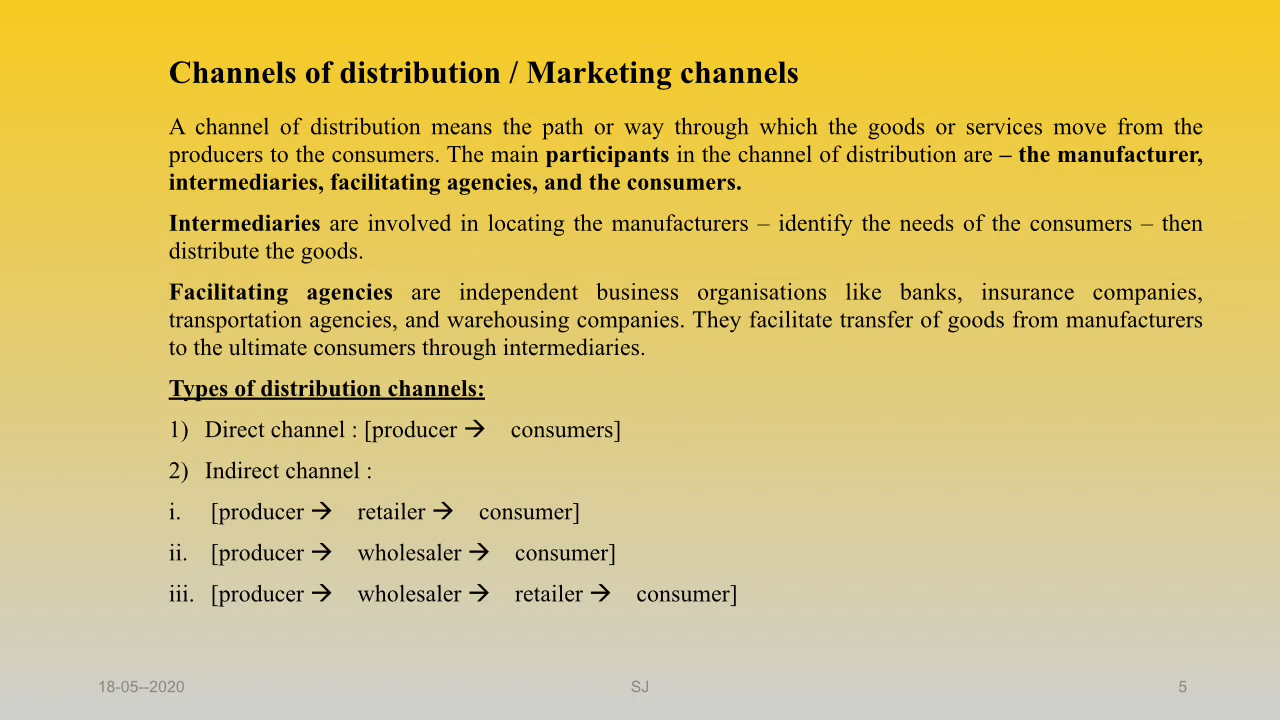 Channels of distribution / Marketing channels
A channel of distribution means the path or way through which the goods or services move from the
producers to the consumers. The main participants in the channel of distribution are – the manufacturer,
intermediaries, facilitating agencies, and the consumers.
Intermediaries are involved in locating the manufacturers – identify the needs of the consumers – then
distribute the goods.
Facilitating agencies are independent business organisations like banks, insurance companies,
transportation agencies, and warehousing companies. They facilitate transfer of goods from manufacturers
to the ultimate consumers through intermediaries.
Types of distribution channels:
1) Direct channel : [producer → consumers]
2) Indirect channel :
i. [producer → retailer → consumer]
ii. [producer → wholesaler → consumer]
iii. [producer → wholesaler → retailer → consumer]
18-05--2020 SJ 5